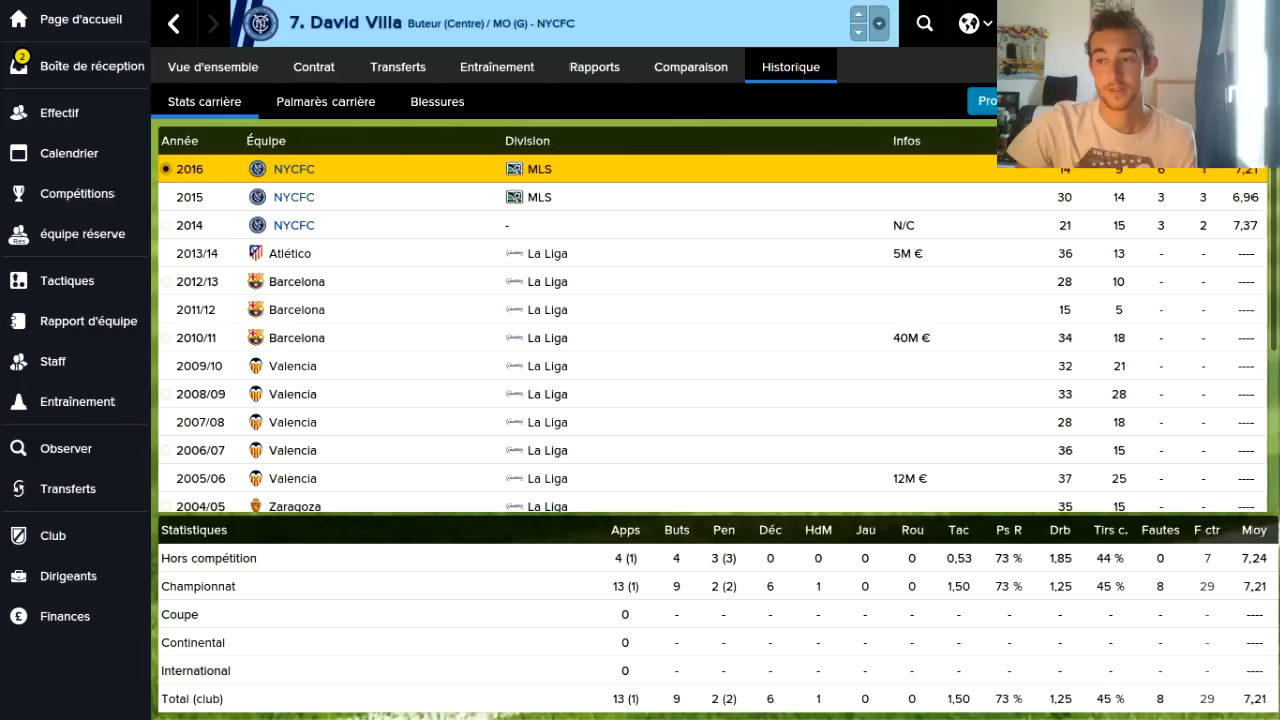 Page d'accueil
2
Boîte de réception
Effectif
Calendrier
Compétitions
équipe réserve
Tactiques
Rapport d'équipe
Staff
Entraînement
Observer
Transferts
Club
Dirigeants
Finances
7. David Villa Buteur (Centre) / MO (G) - NYCFC
Vue d'ensemble Contrat Transferts Entraînement Rapports Comparaison Historique
Stats carrière Palmarès carrière Blessures Pro
Année Équipe Division Infos
2016 NYCFC MLS 14 9 6 1 7,21
2015 NYCFC MLS 30 14 3 3 6,96
2014 NYCFC - N/C 21 15 3 2 7,37
2013/14 Atlético La Liga 5M € 36 13 - - ----
2012/13 Barcelona La Liga 28 10 - - ----
2011/12 Barcelona La Liga 15 5 - - ----
2010/11 Barcelona La Liga 40M € 34 18 - - ----
2009/10 Valencia La Liga 32 21 - - ----
2008/09 Valencia La Liga 33 28 - - ----
2007/08 Valencia La Liga 28 18 - - ----
2006/07 Valencia La Liga 36 15 - - ----
2005/06 Valencia La Liga 12M € 37 25 - - ----
2004/05 Zaragoza La Liga 35 15 - - ----
Statistiques Apps Buts Pen Déc HdM Jau Rou Tac Ps R Drb Tirs c. Fautes F ctr Moy
Hors compétition 4 (1) 4 3 (3) 0 0 0 0 0,53 73 % 1,85 44 % 0 7 7,24
Championnat 13 (1) 9 2 (2) 6 1 0 0 1,50 73 % 1,25 45 % 8 29 7,21
Coupe 0 - - - - - - - - - - - - ----
Continental 0 - - - - - - - - - - - - ----
International 0 - - - - - - - - - - - - ----
Total (club) 13 (1) 9 2 (2) 6 1 0 0 1,50 73 % 1,25 45 % 8 29 7,21